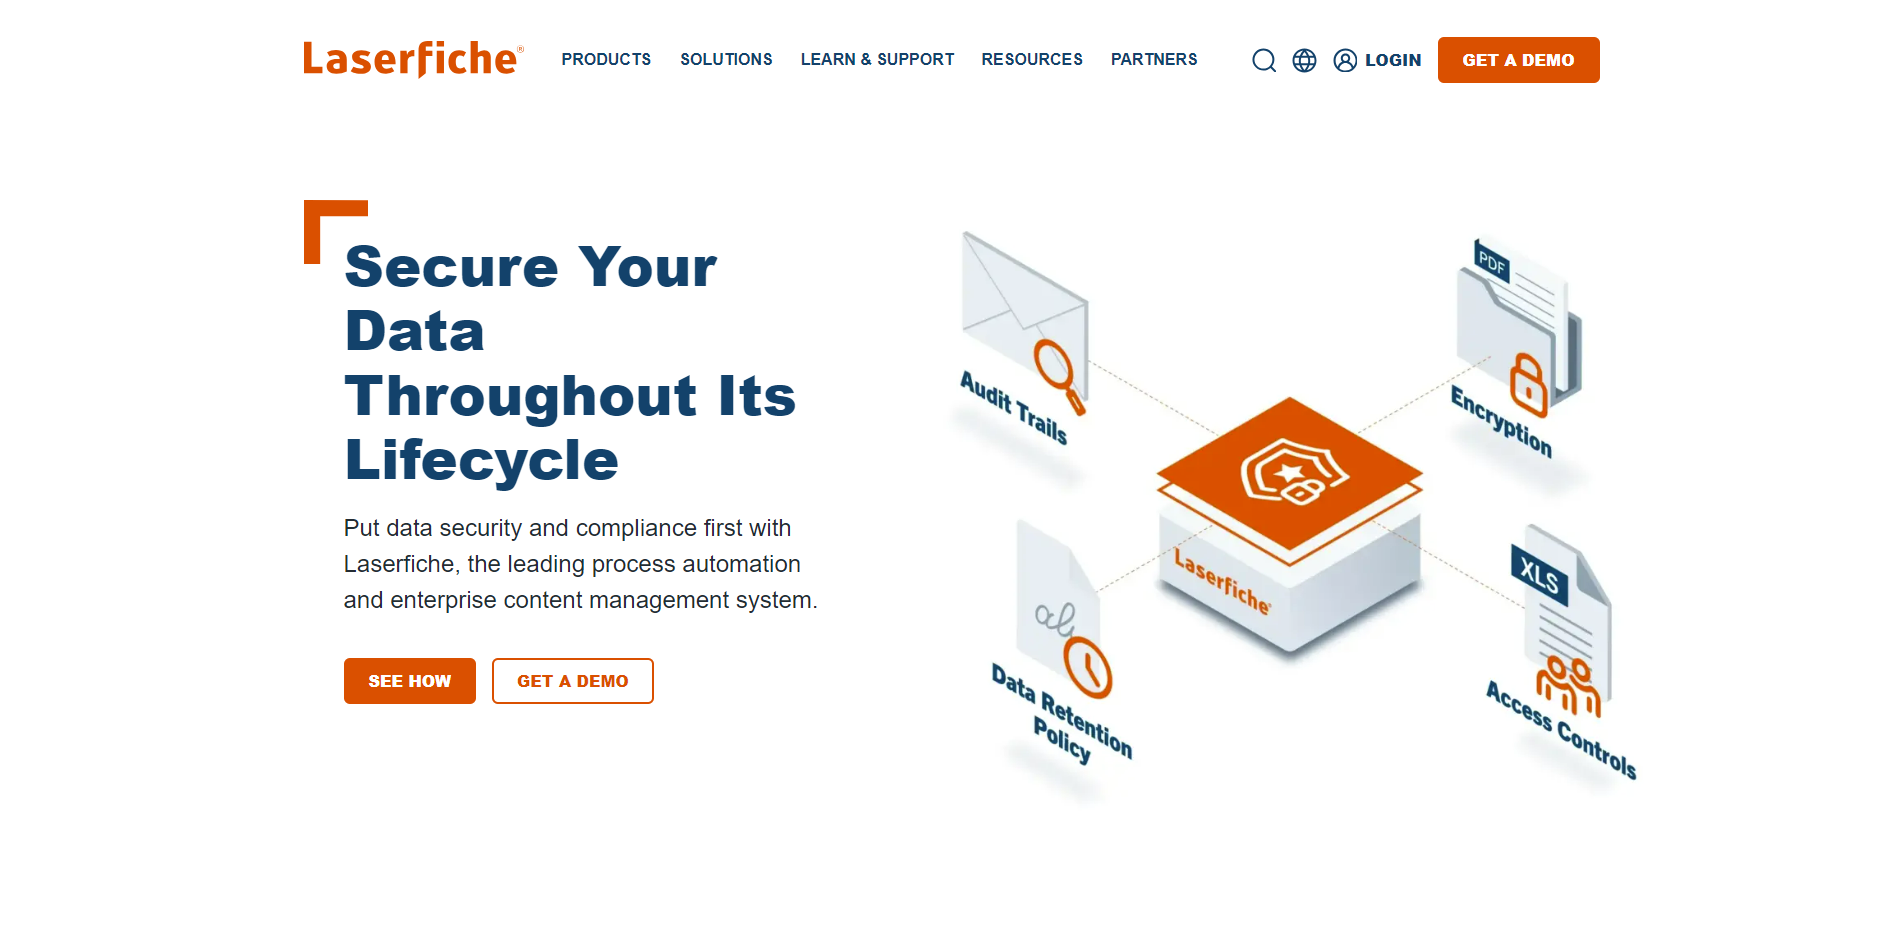 Laserfiche®
PRODUCTS
SOLUTIONS
LEARN & SUPPORT
RESOURCES
PARTNERS
LOGIN
GET A DEMO
Secure Your
Data
Throughout Its
Lifecycle
Put data security and compliance first with
Laserfiche, the leading process automation
and enterprise content management system.
SEE HOW
GET A DEMO
Audit Trails
PDF
Encryption
Laserfiche®
Data Retention
Policy
XLS
Access Controls